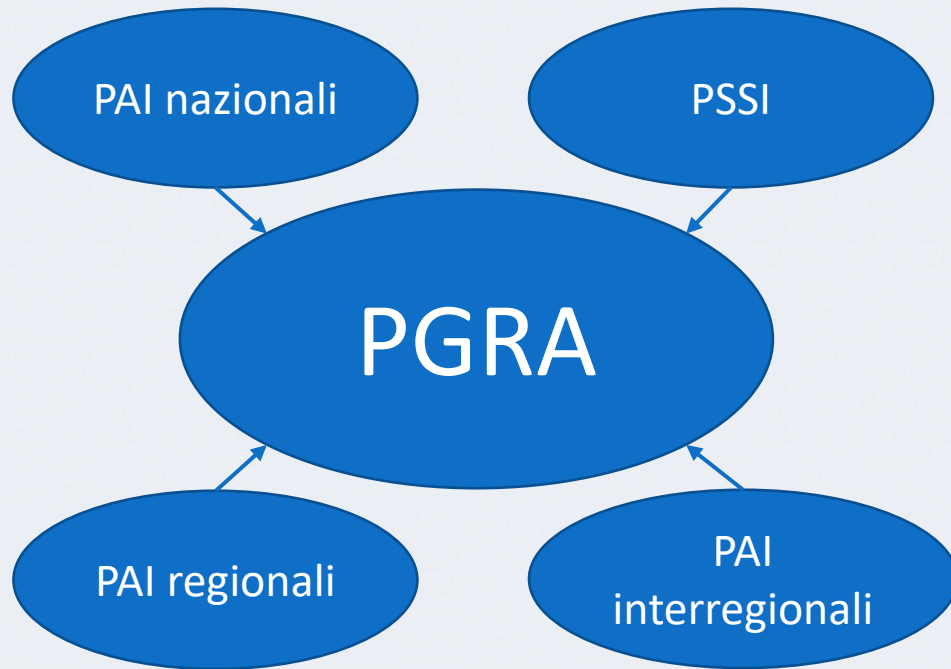 PAI nazionali
PSSI
PGRA
PAI regionali
PAI
interregionali